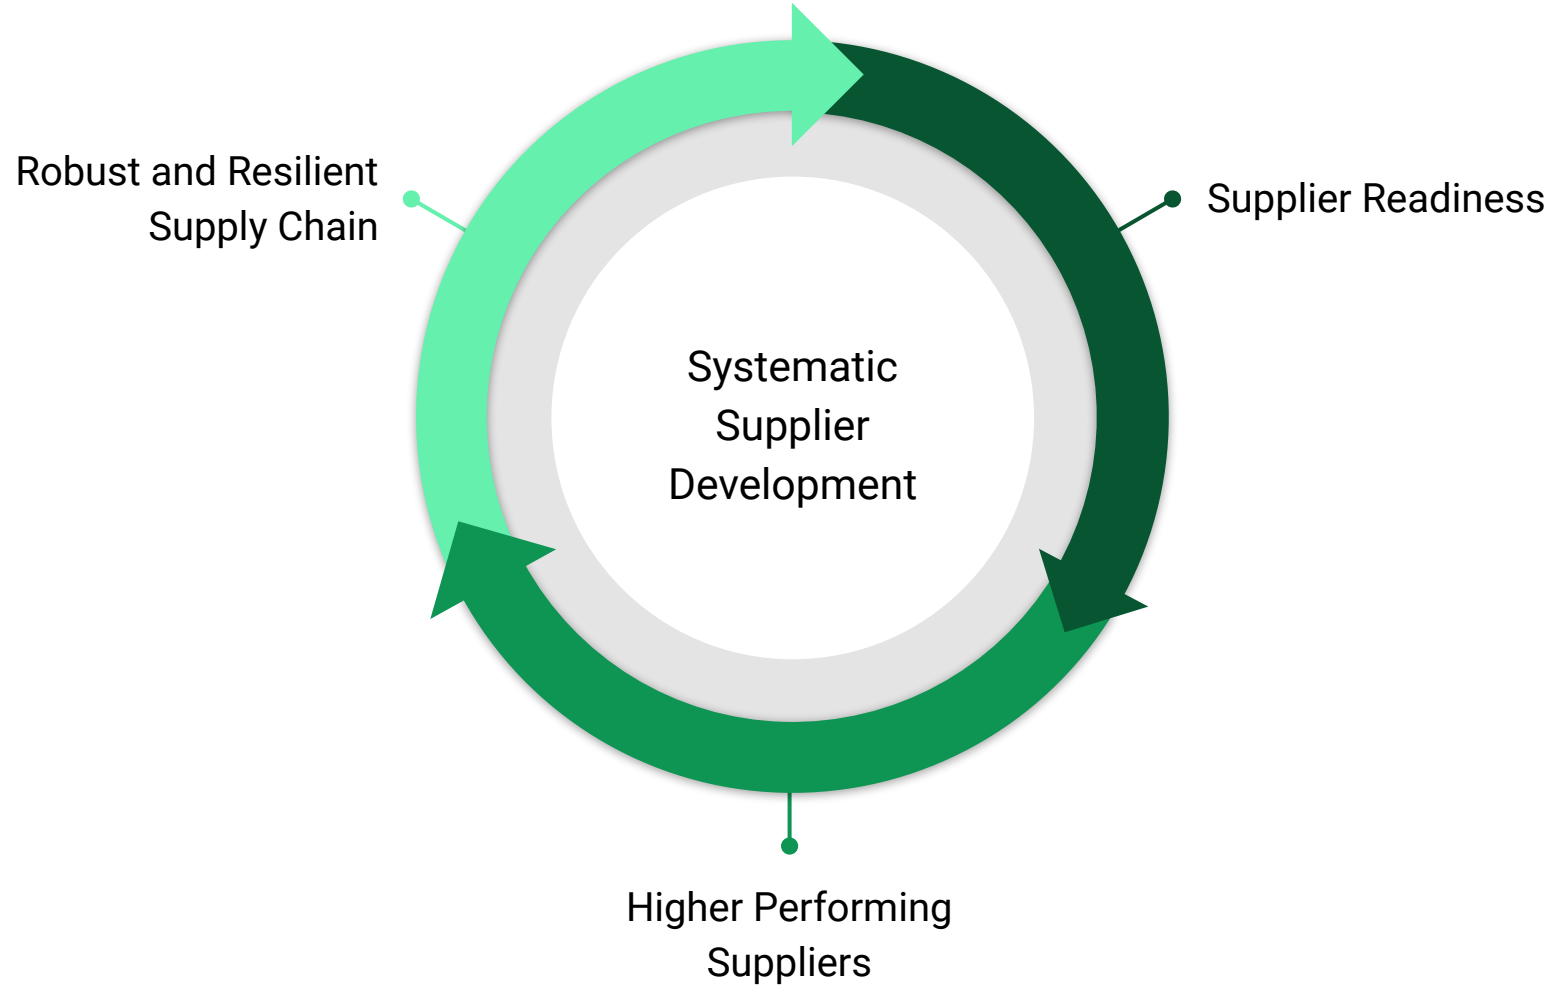 Robust and Resilient
Supply Chain
Supplier Readiness
Systematic
Supplier
Development
Higher Performing
Suppliers